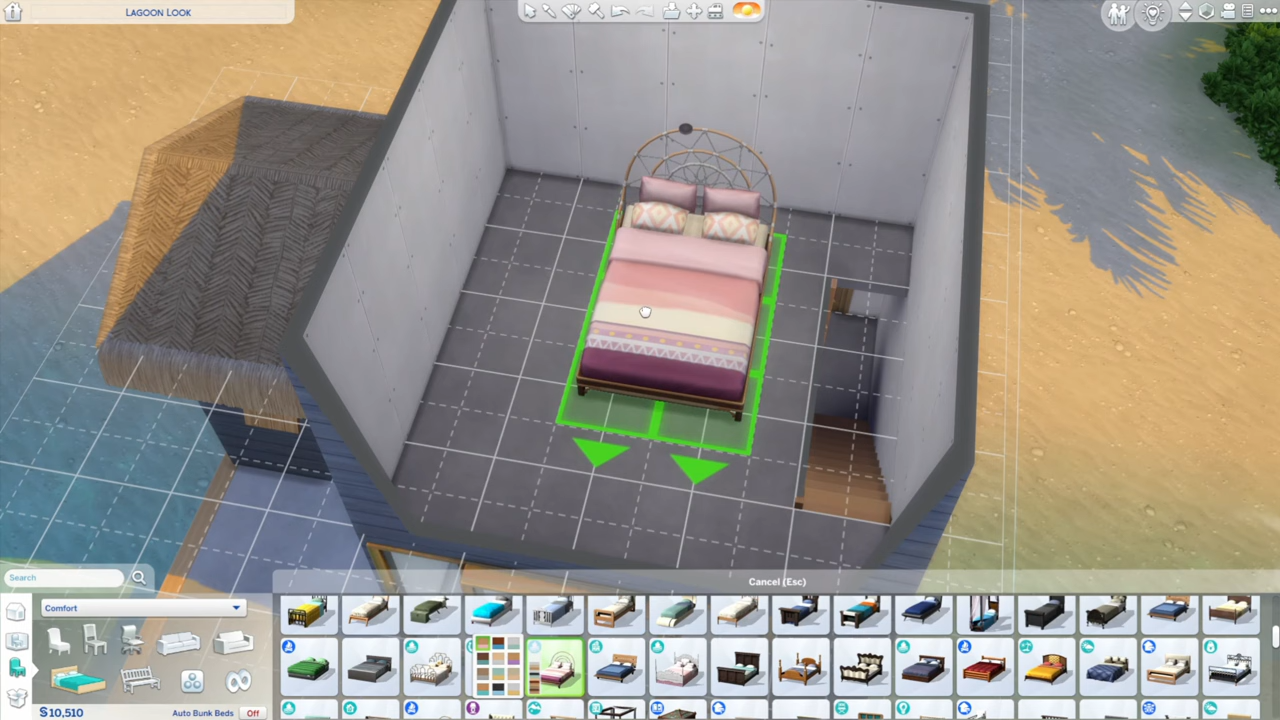 LAGOON LOOK
Search
Cancel (Esc)
Comfort
§10,510
Auto Bunk Beds Off